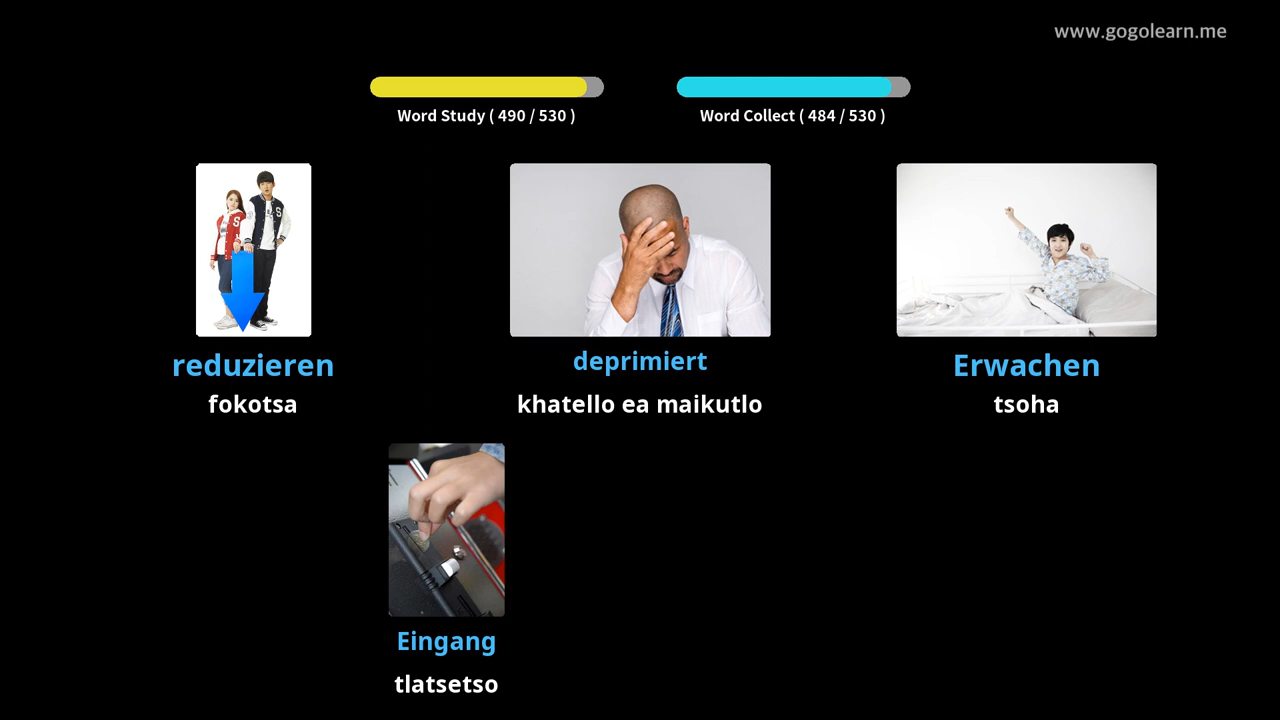 www.gogolearn.me
Word Study ( 490 / 530 )
Word Collect ( 484 / 530 )
S
S
reduzieren
deprimiert
Erwachen
fokotsa
khatello ea maikutlo
tsoha
Eingang
tlatsetso